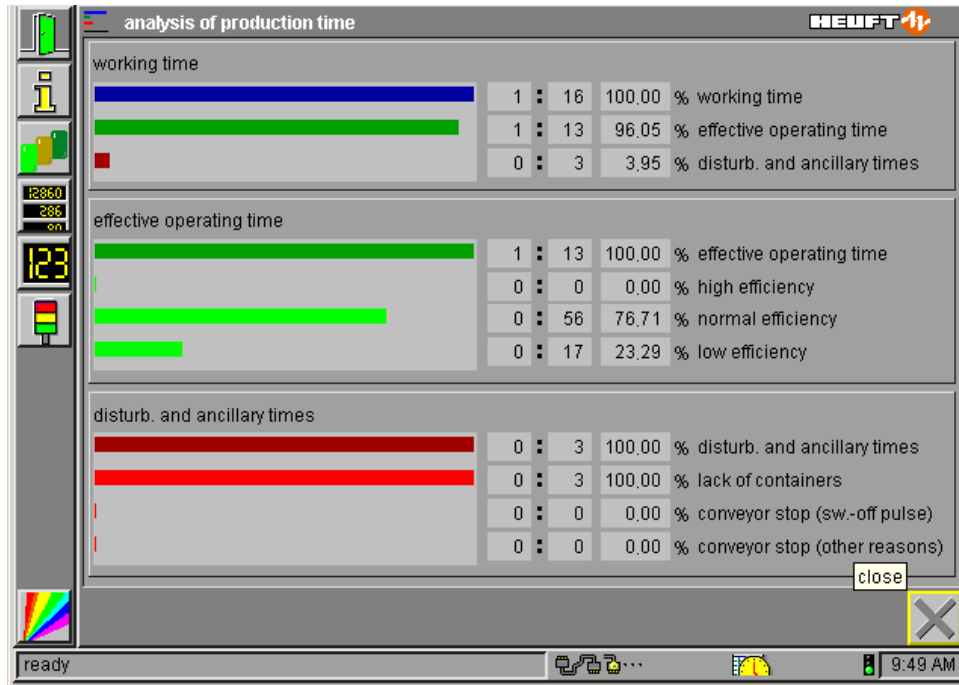 analysis of production time HEUFT
working time
1 : 16 100,00 % working time
1 : 13 96,05 % effective operating time
0 : 3 3,95 % disturb. and ancillary times
12860
286
90
effective operating time
123
1 : 13 100,00 % effective operating time
0 : 0 0,00 % high efficiency
0 : 56 76,71 % normal efficiency
0 : 17 23,29 % low efficiency
disturb. and ancillary times
0 : 3 100,00 % disturb. and ancillary times
0 : 3 100,00 % lack of containers
0 : 0 0,00 % conveyor stop (sw.-off pulse)
0 : 0 0,00 % conveyor stop (other reasons)
close
ready 9:49 AM